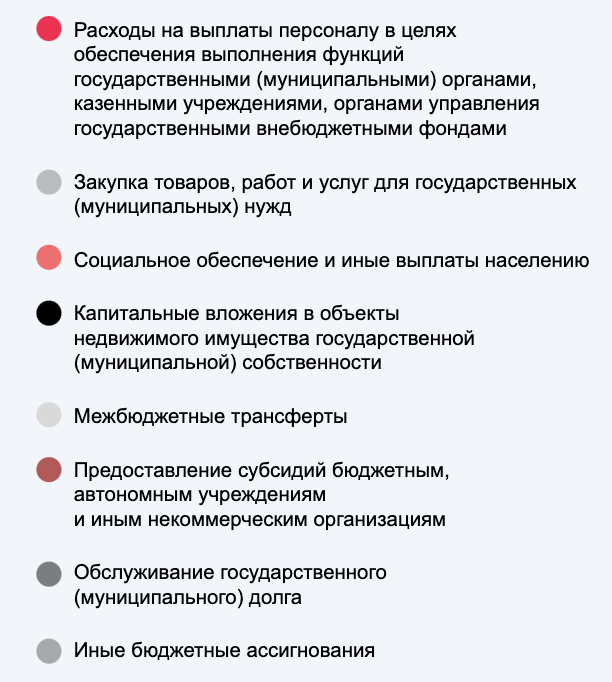 Расходы на выплаты персоналу в целях
обеспечения выполнения функций
государственными (муниципальными) органами,
казенными учреждениями, органами управления
государственными внебюджетными фондами
Закупка товаров, работ и услуг для государственных
(муниципальных) нужд
Социальное обеспечение и иные выплаты населению
Капитальные вложения в объекты
недвижимого имущества государственной
(муниципальной) собственности
Межбюджетные трансферты
Предоставление субсидий бюджетным,
автономным учреждениям
и иным некоммерческим организациям
Обслуживание государственного
(муниципального) долга
Иные бюджетные ассигнования